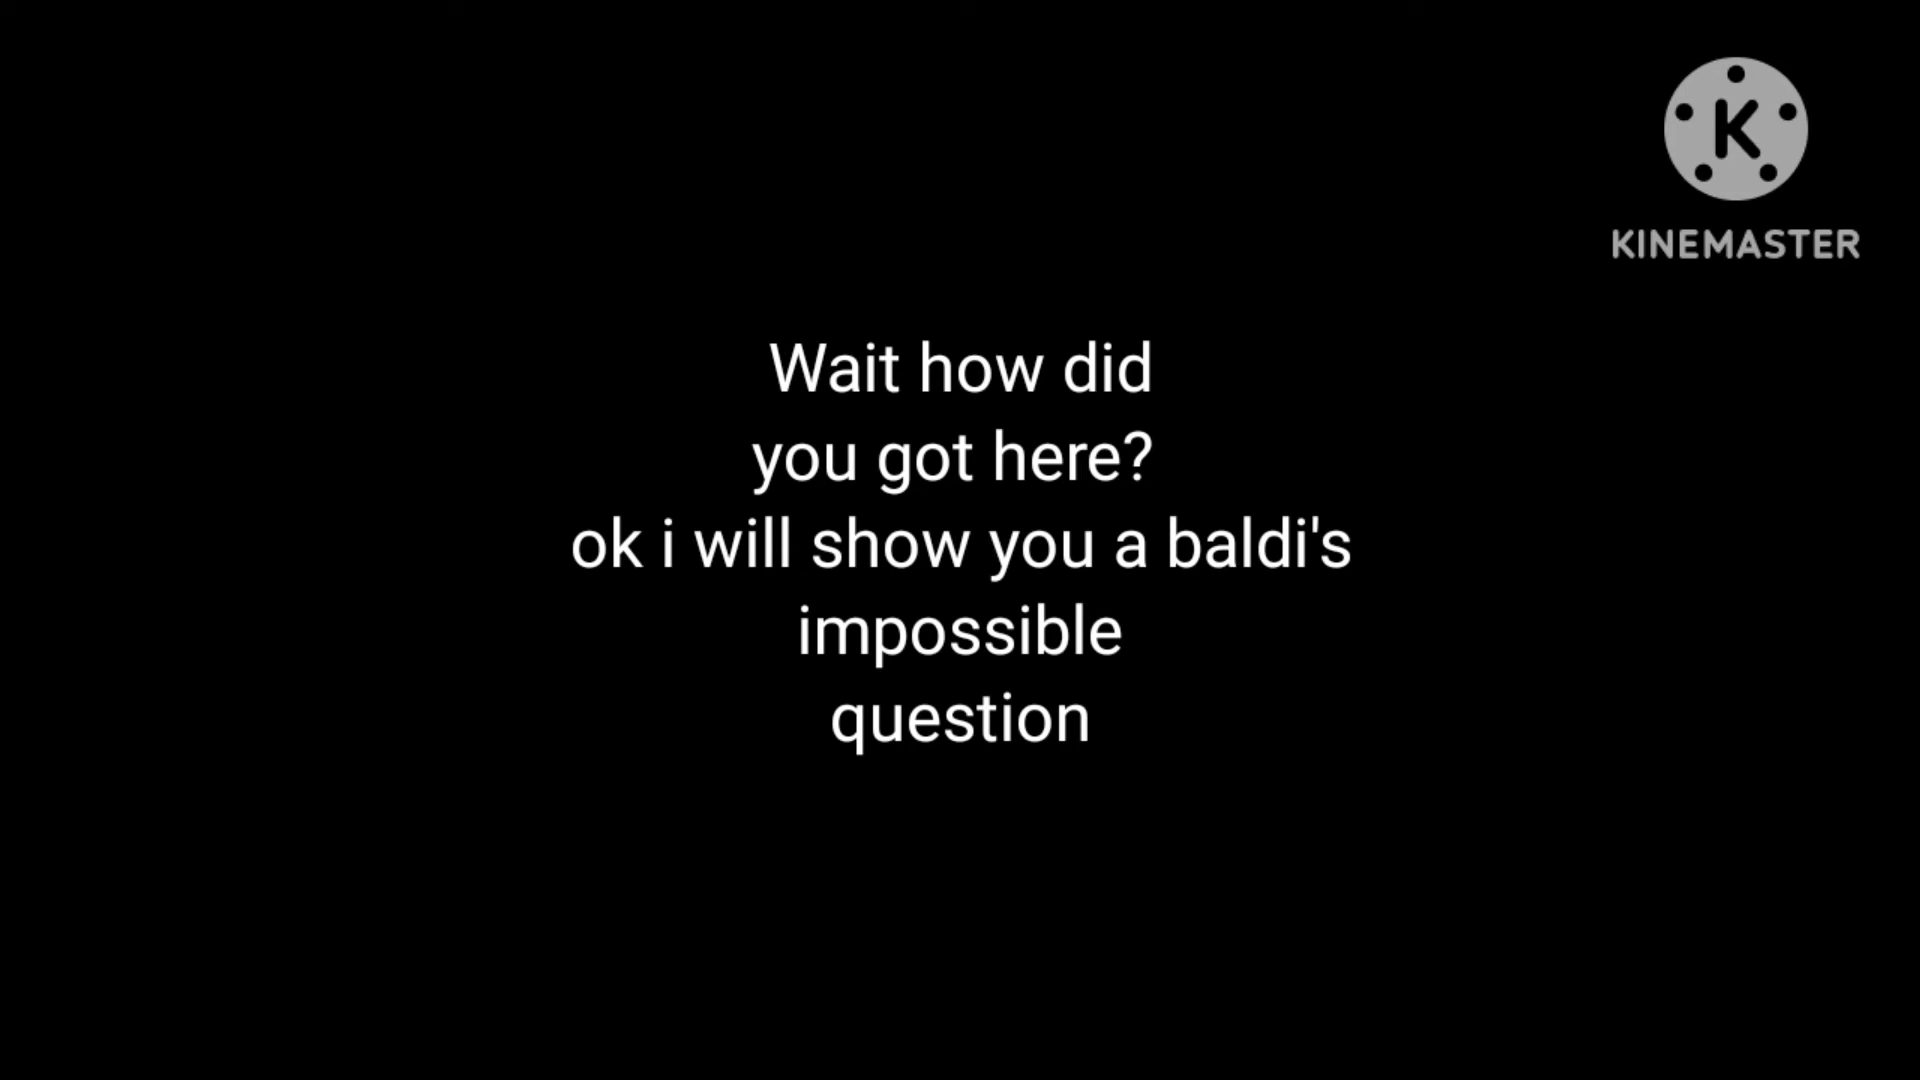 K
KINEMASTER
Wait how did
you got here?
ok i will show you a baldi's
impossible
question